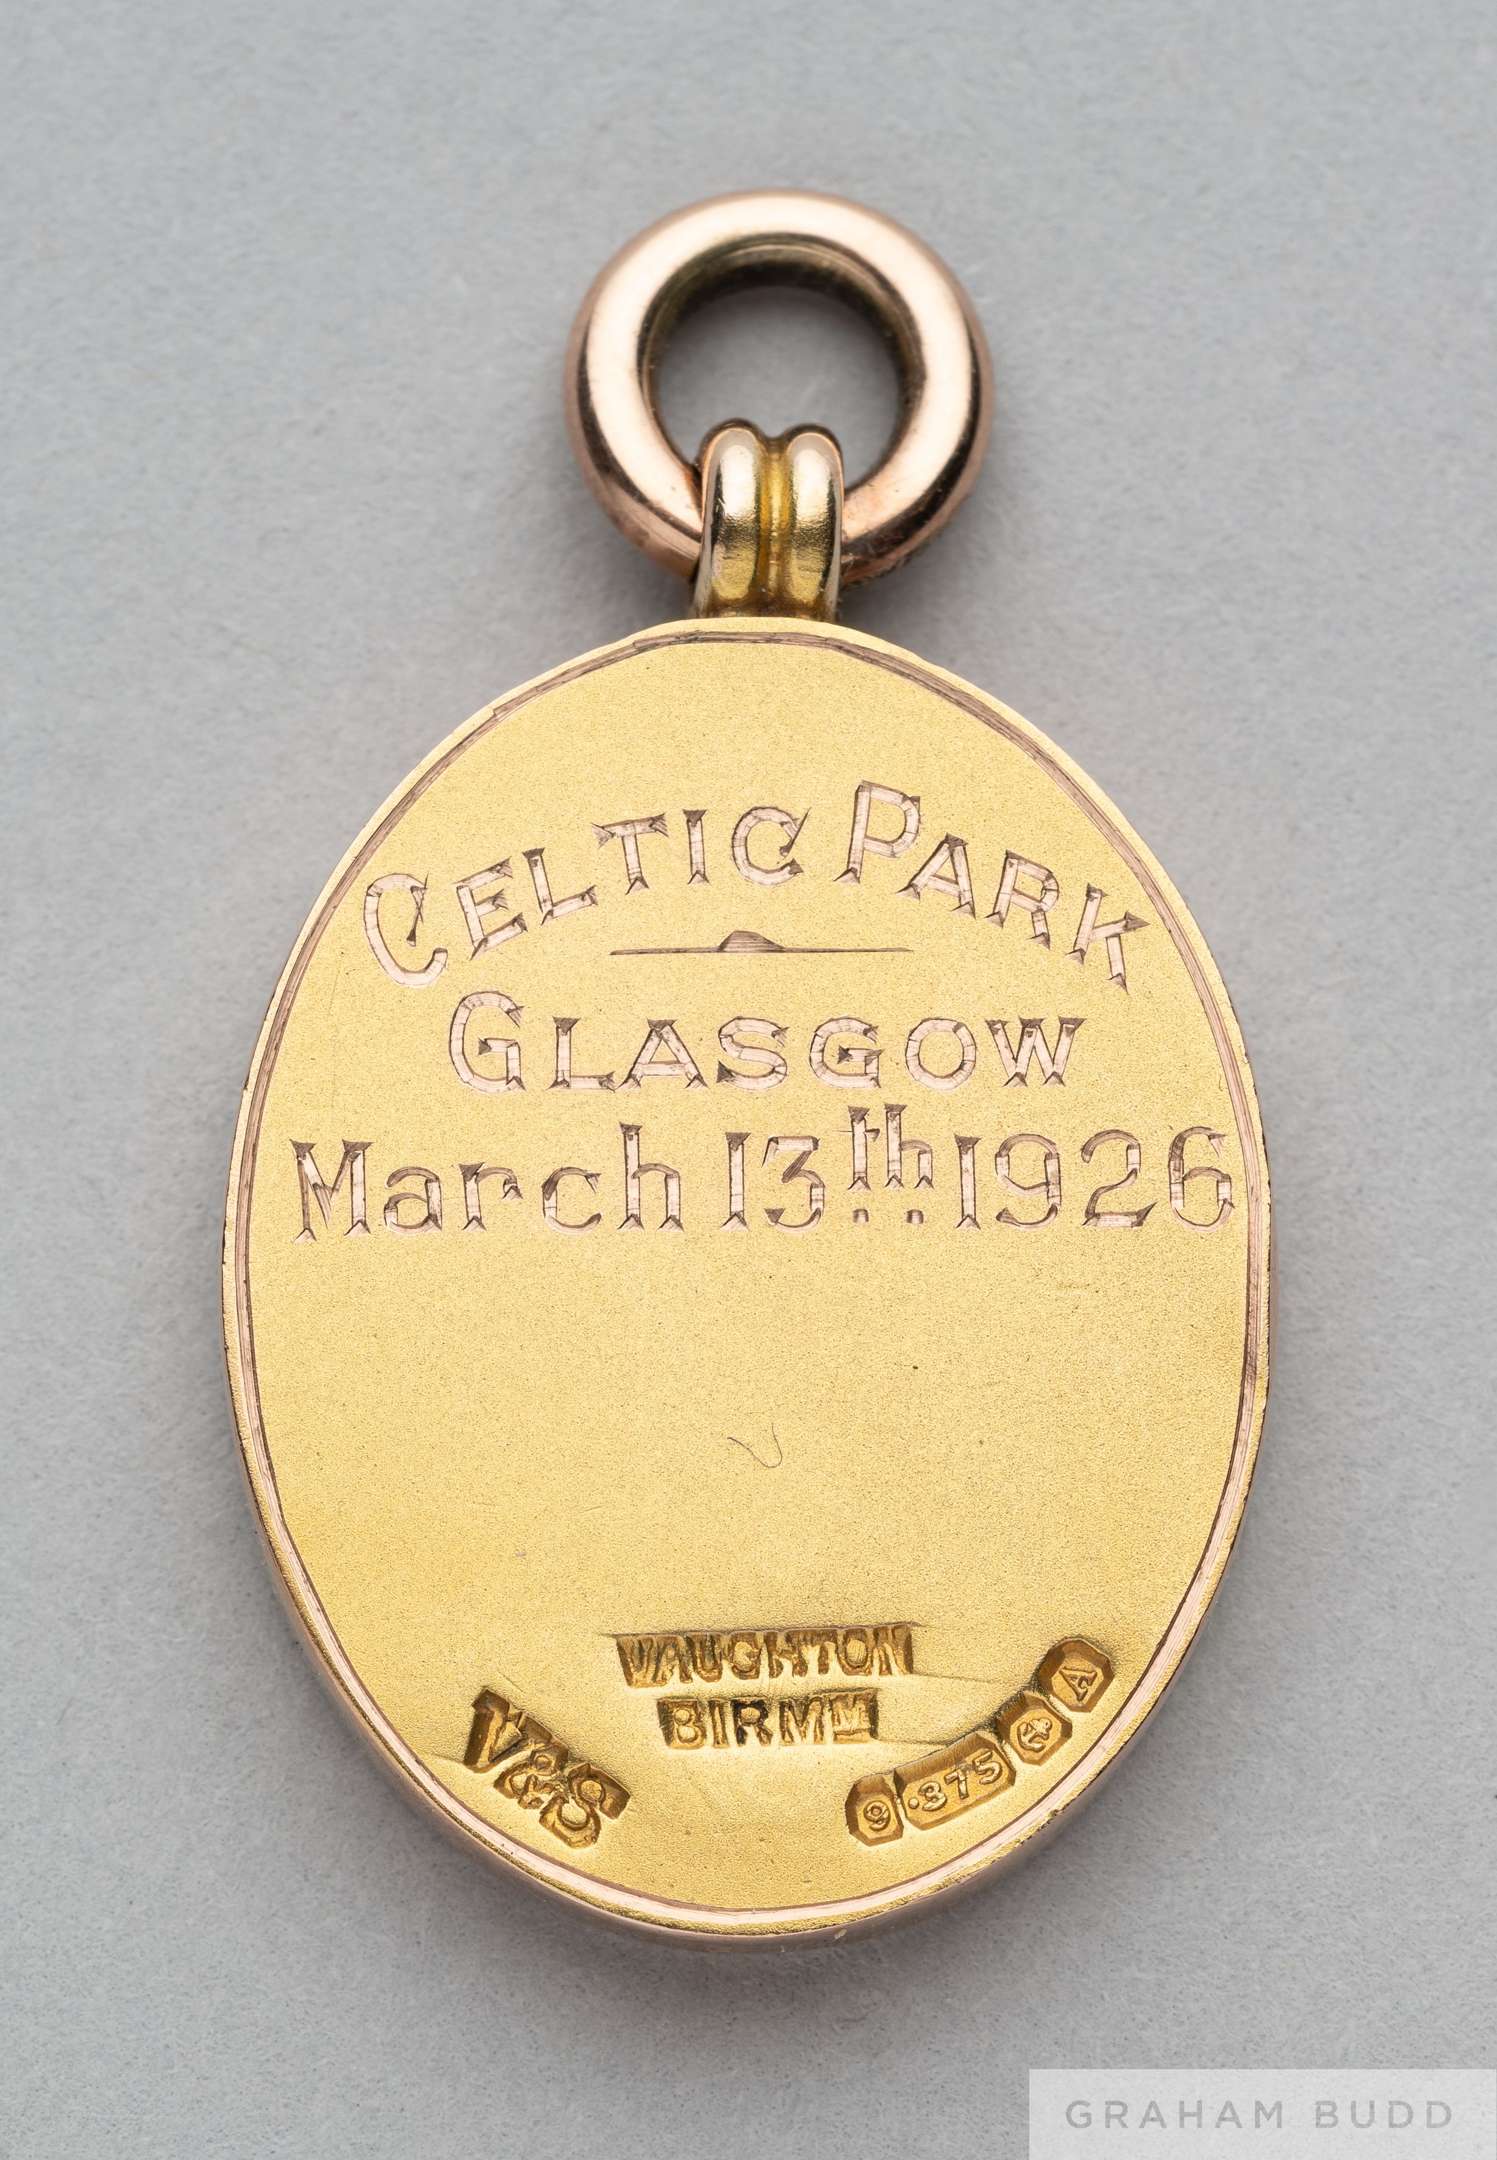 CELTIC PARK
GLASGOW
March 13th 1926
VAUGHTON
BIRMM
V&S
9 .375 A
GRAHAM BUDD